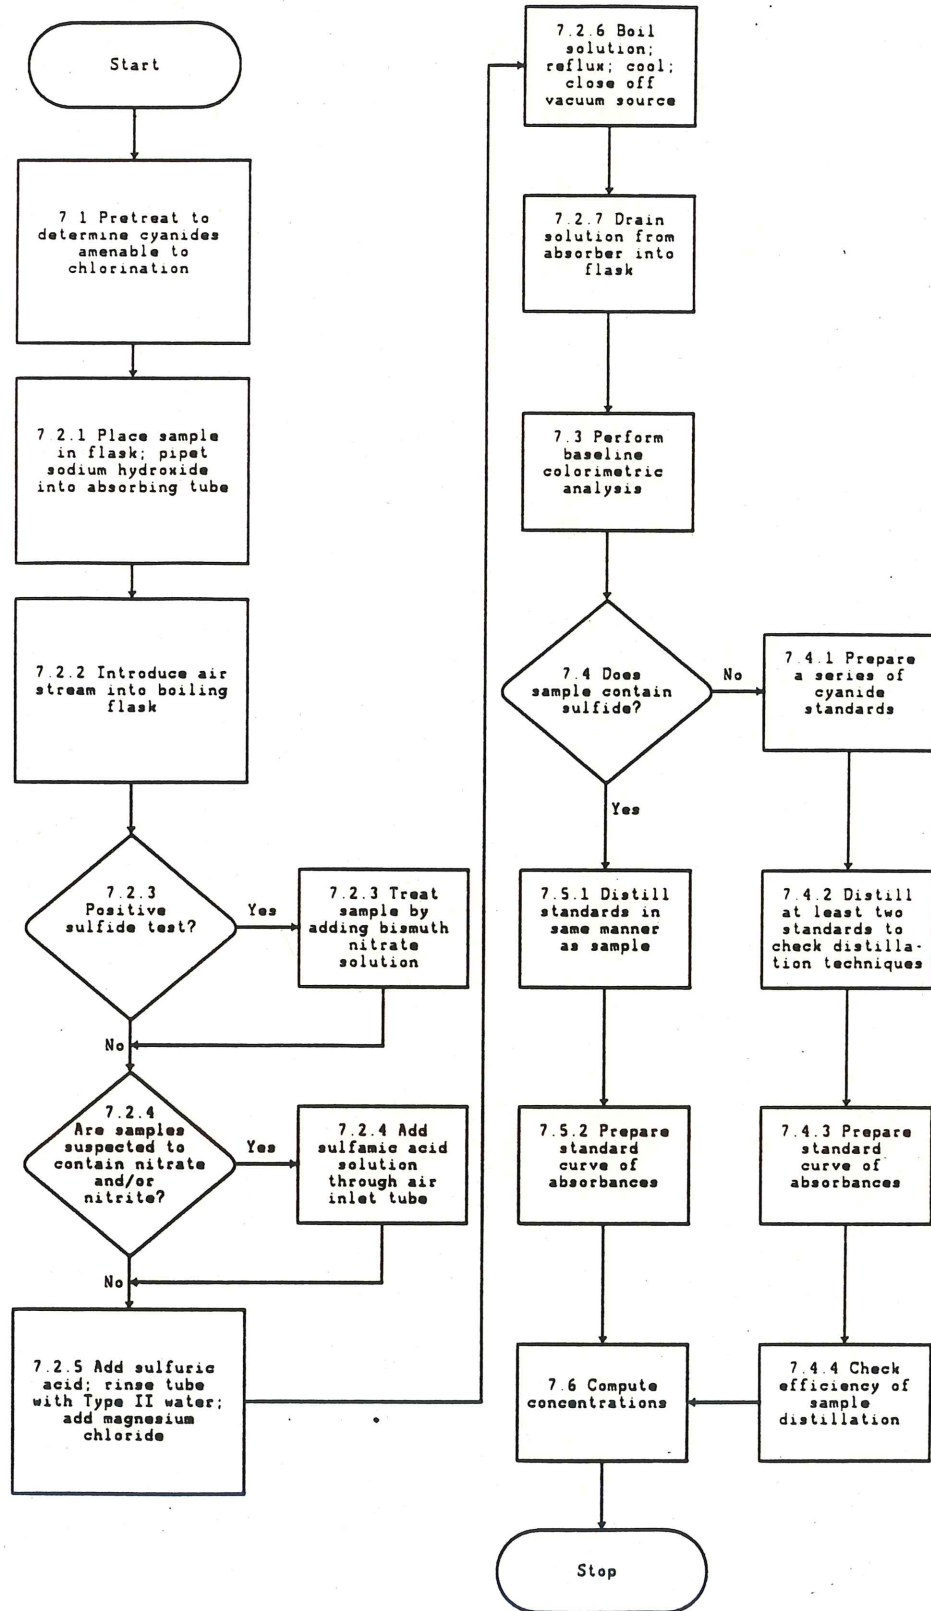 Start
7 1 Pretreat to
determine cyanides
amenable to
chlorination
7.2.1 Place sample
in flask; pipet
sodium hydroxide
into absorbing tube
7.2.2 Introduce air
stream into boiling
flask
7.2.3
Positive
sulfide test?
Yes
7.2.3 Treat
sample by
adding bismuth
nitrate
solution
No
7.2.4
Are samples
suspected to
contain nitrate
and/or
nitrite?
Yes
7.2.4 Add
sulfamic acid
solution
through air
inlet tube
No
7.2.5 Add sulfuric
acid; rinse tube
with Type II water;
add magnesium
chloride
7.2.6 Boil
solution;
reflux; cool;
close off
vacuum source
7.2.7 Drain
solution from
absorber into
flask
7.3 Perform
baseline
colorimetric
analysis
7.4 Does
sample contain
sulfide?
No
7.4.1 Prepare
a series of
cyanide
standards
Yes
7.5.1 Distill
standards in
same manner
as sample
7.4.2 Distill
at least two
standards to
check distilla-
tion techniques
7.5.2 Prepare
standard
curve of
absorbances
7.4.3 Prepare
standard
curve of
absorbances
7.6 Compute
concentrations
7.4.4 Check
efficiency of
sample
distillation
Stop